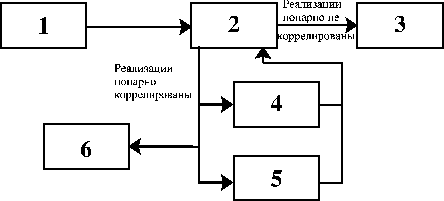 Реализации
попарно не
коррелированы
1
2
3
Реализации
попарно
коррелированы
4
6
5